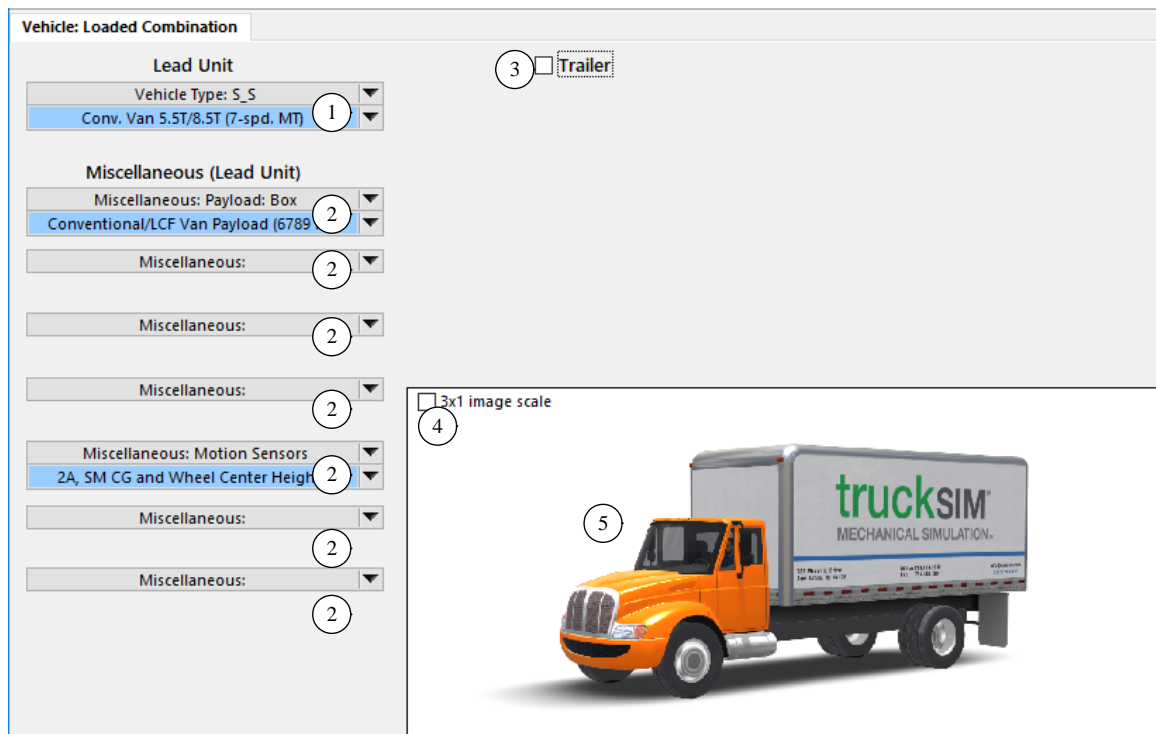 Vehicle: Loaded Combination
Lead Unit
Vehicle Type: S_S
Conv. Van 5.5T/8.5T (7-spd. MT)
1
Miscellaneous (Lead Unit)
Miscellaneous: Payload: Box
Conventional/LCF Van Payload (6789
2
Miscellaneous:
2
Miscellaneous:
2
Miscellaneous:
2
Miscellaneous: Motion Sensors
2A, SM CG and Wheel Center Heigh
2
Miscellaneous:
2
Miscellaneous:
2
3
Trailer
3x1 image scale
4
5
truckSIM
MECHANICAL SIMULATION